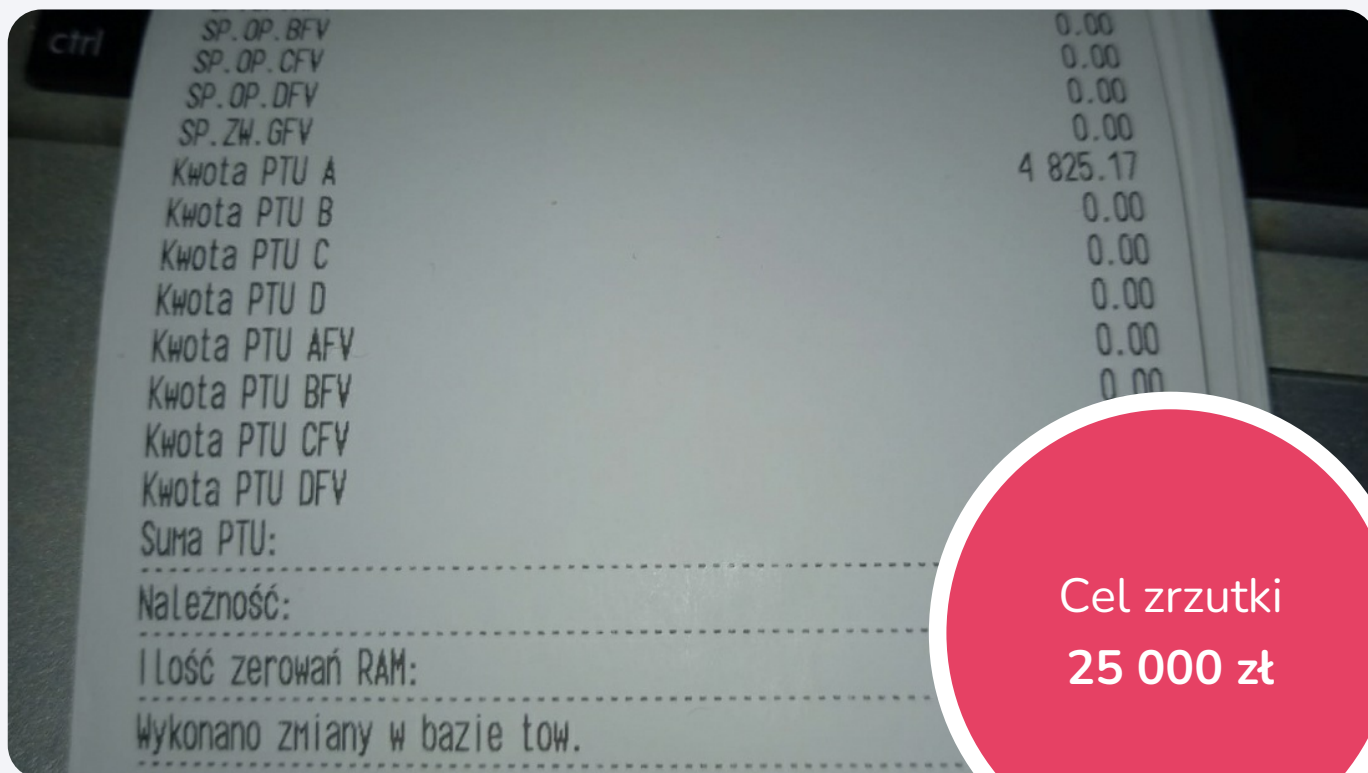 ctrl
SP.OP.BFV 0.00
SP.OP.CFV 0.00
SP.OP.DFV 0.00
SP.ZW.GFV 0.00
Kwota PTU A 4 825.17
Kwota PTU B 0.00
Kwota PTU C 0.00
Kwota PTU D 0.00
Kwota PTU AFV 0.00
Kwota PTU BFV 0.00
Kwota PTU CFV
Kwota PTU DFV
Suma PTU:
Należność:
Ilość zerowań RAM:
Wykonano zmiany w bazie tow.
Cel zrzutki
25 000 zł